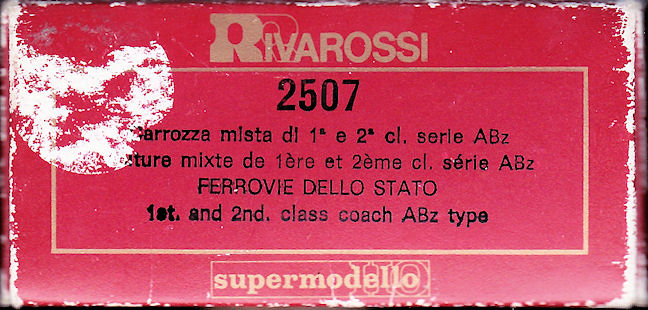 RIVAROSSI
2507
Carrozza mista di 1ª e 2ª cl. serie ABz
ture mixte de 1ère et 2ème cl. série ABz
FERROVIE DELLO STATO
1st. and 2nd. class coach ABz type
supermodello HO